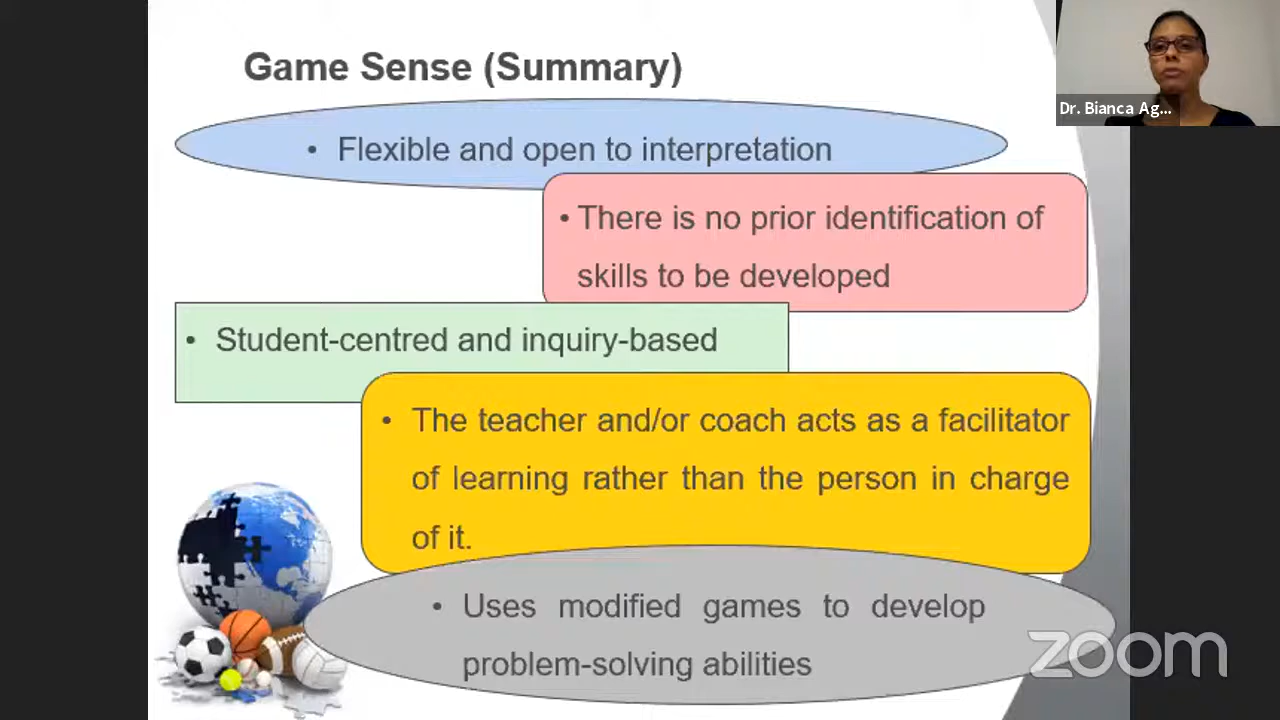 Game Sense (Summary)
Dr. Bianca Ag...
• Flexible and open to interpretation
• There is no prior identification of
skills to be developed
• Student-centred and inquiry-based
• The teacher and/or coach acts as a facilitator
of learning rather than the person in charge
of it.
• Uses modified games to develop
problem-solving abilities
zoom